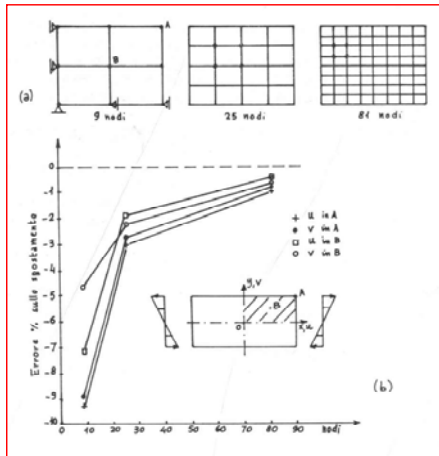 A
B
(a)
9 nodi
25 nodi
81 nodi
Errore % sullo spostamento
0
-1
-2
-3
-4
-5
-6
-7
-8
-9
-10
+ u in A
v in A
□ u in B
○ v in B
y,v
A
.B
0
x,u
(b)
0 10 20 30 40 50 60 70 80 90 nodi